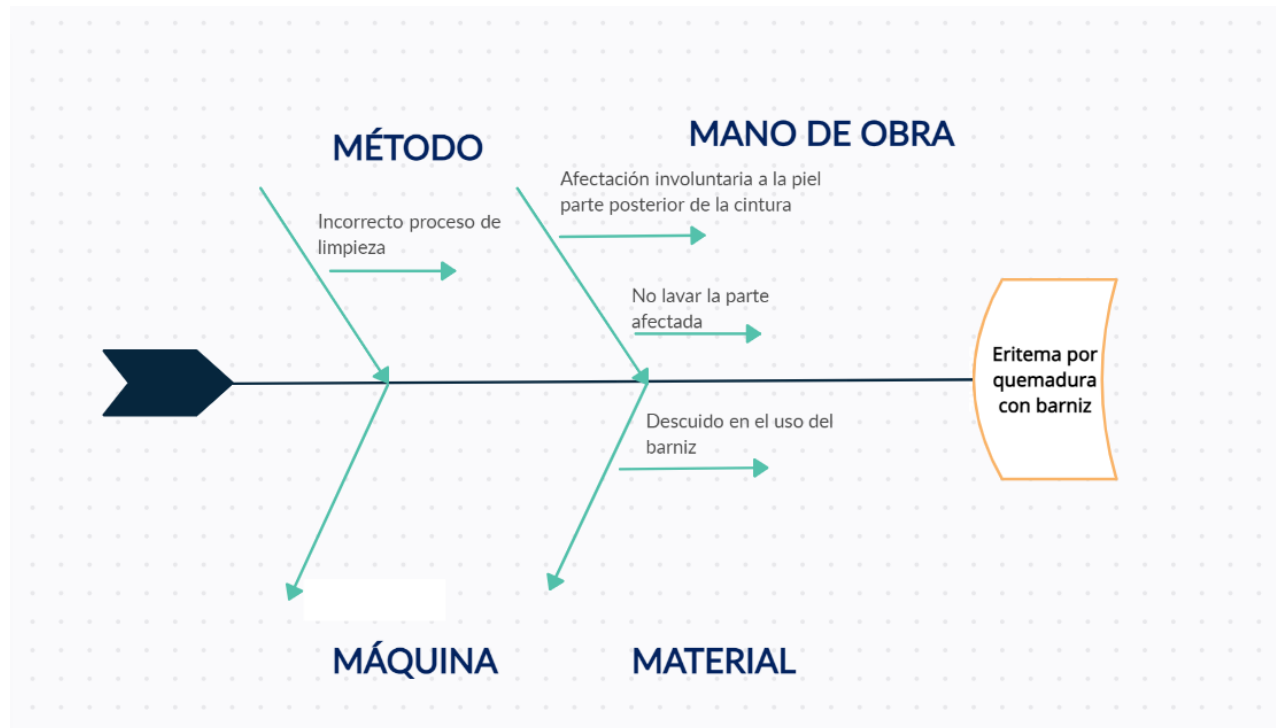 MÉTODO
MANO DE OBRA
Afectación involuntaria a la piel
parte posterior de la cintura
Incorrecto proceso de
limpieza
No lavar la parte
afectada
Eritema por
quemadura
con barniz
Descuido en el uso del
barniz
MÁQUINA
MATERIAL